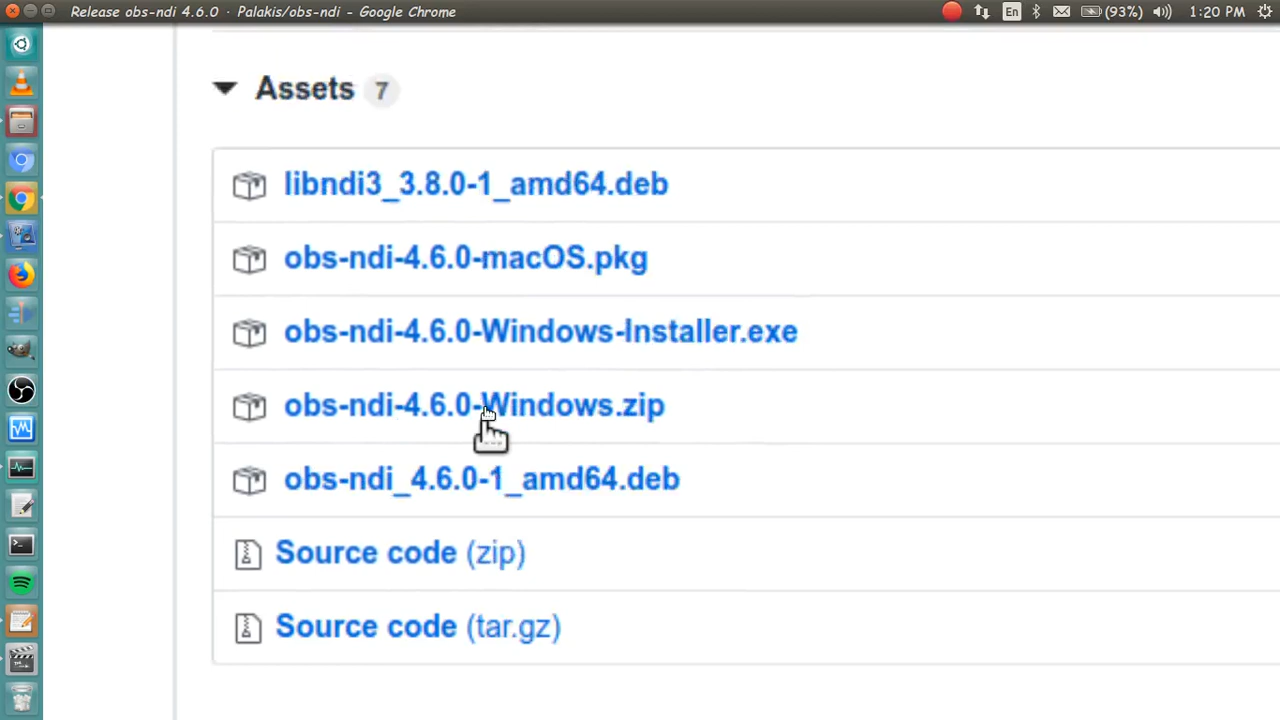 Release obs-ndi 4.6.0 · Palakis/obs-ndi - Google Chrome
En
(93%)
1:20 PM
Assets 7
libndi3_3.8.0-1_amd64.deb
obs-ndi-4.6.0-macOS.pkg
obs-ndi-4.6.0-Windows-Installer.exe
obs-ndi-4.6.0-Windows.zip
obs-ndi_4.6.0-1_amd64.deb
Source code (zip)
Source code (tar.gz)